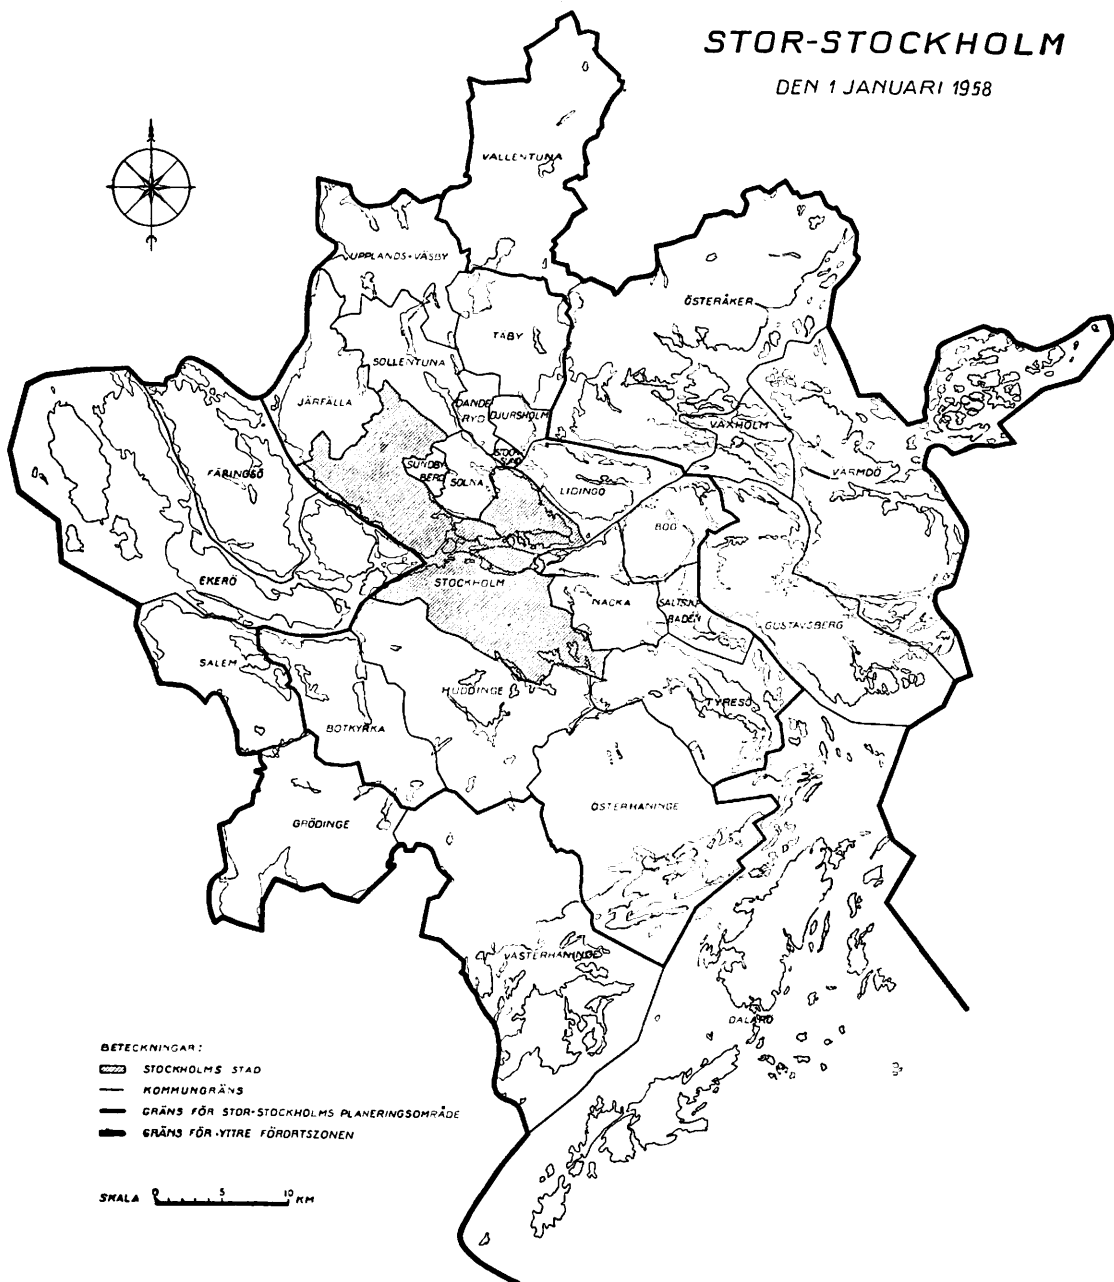 STOR-STOCKHOLM
DEN 1 JANUARI 1958
VALLENTUNA
UPPLANDS-VÄSBY
ÖSTERÅKER
TÄBY
SOLLENTUNA
JÄRFÄLLA
DANDE
RYD
DJURSHOLM
VAXHOLM
STOCK
SUND
SUNDBY
BERG
SOLNA
VÄRMDÖ
FÄRINGSÖ
LIDINGÖ
BOO
EKERÖ
STOCKHOLM
NACKA
SALTSJÖ
BADEN
GUSTAVSBERG
SALEM
HUDDINGE
TYRESÖ
BOTKYRKA
ÖSTERHANINGE
GRÖDINGE
VÄSTERHANINGE
DALARÖ
BETECKNINGAR:
STOCKHOLMS STAD
KOMMUNGRÄNS
GRÄNS FÖR STOR-STOCKHOLMS PLANERINGSOMRÅDE
GRÄNS FÖR YTTRE FÖRORTSZONEN
SKALA 0 5 10 KM